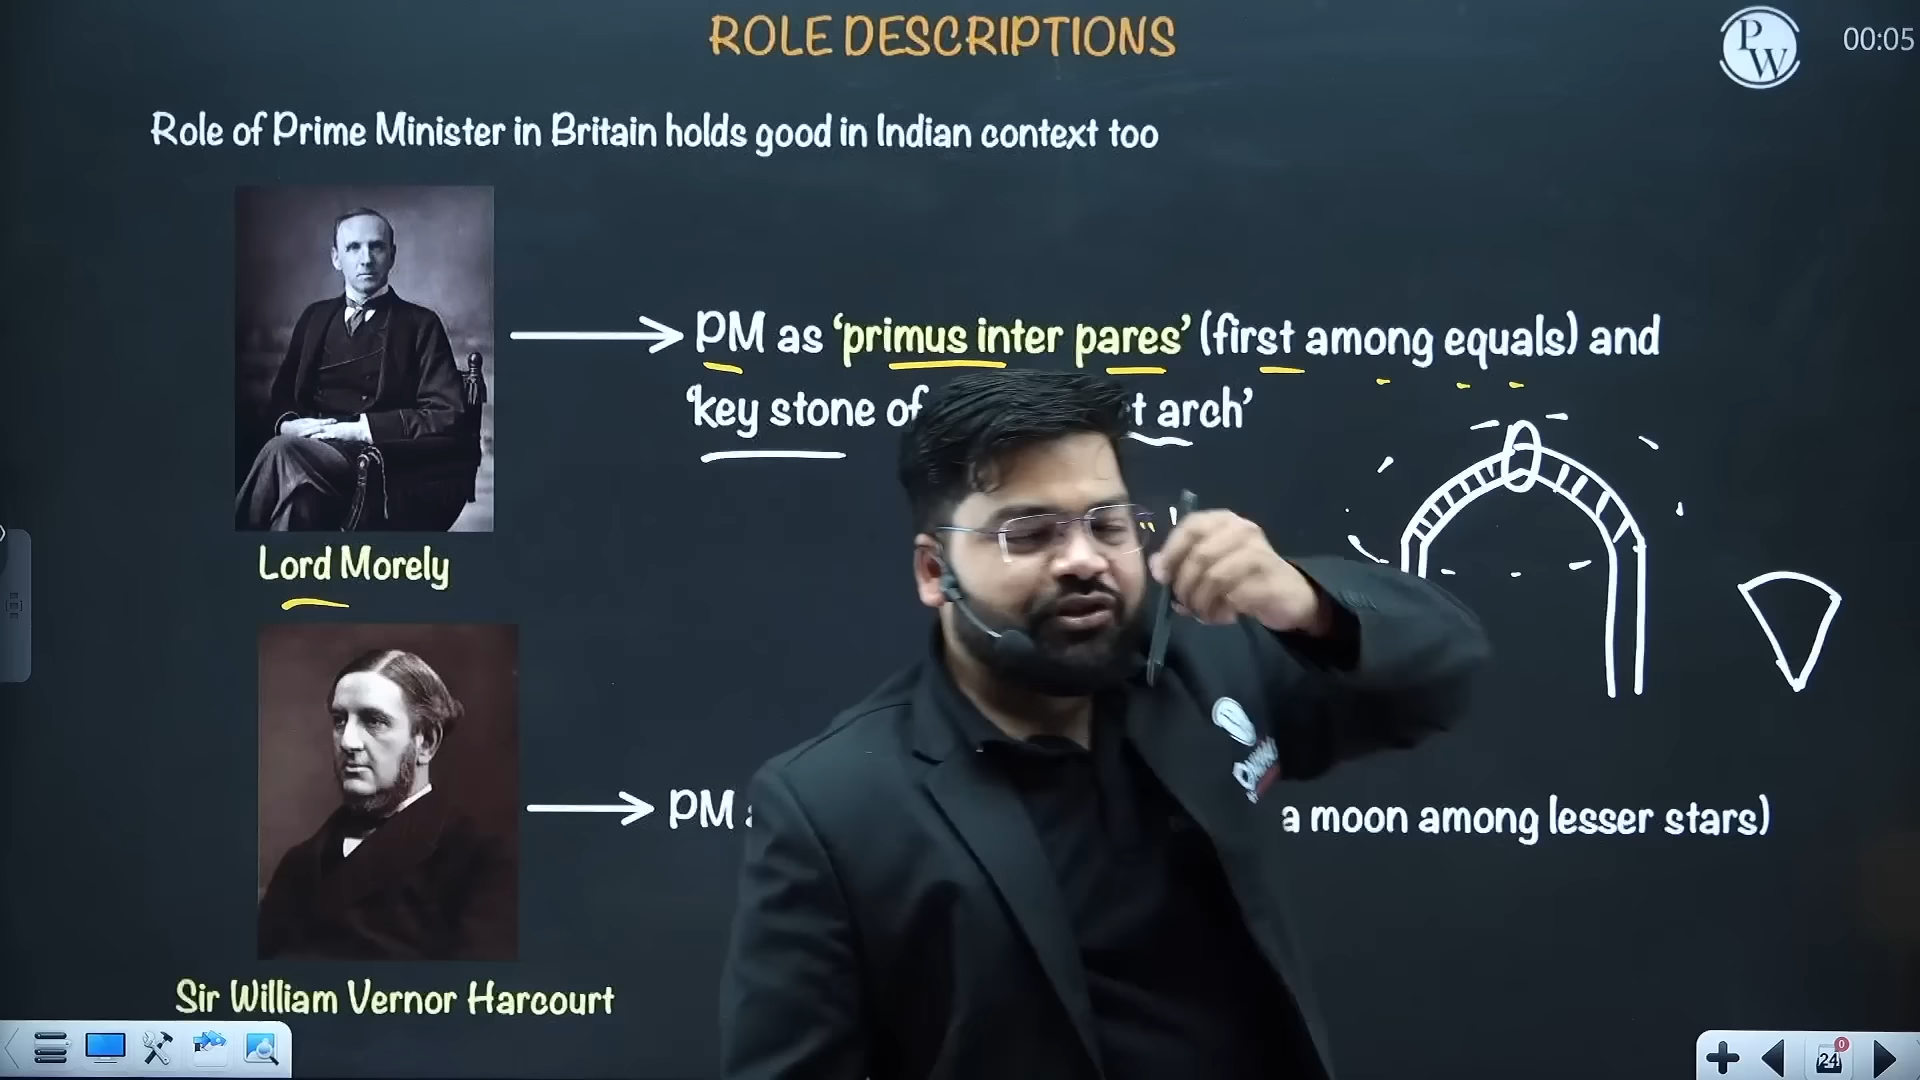 ROLE DESCRIPTIONS
PW
00:05
Role of Prime Minister in Britain holds good in Indian context too
PM as ‘primus inter pares’ (first among equals) and
‘key stone of t arch’
Lord Morely
PM a moon among lesser stars)
Sir William Vernor Harcourt
24
0